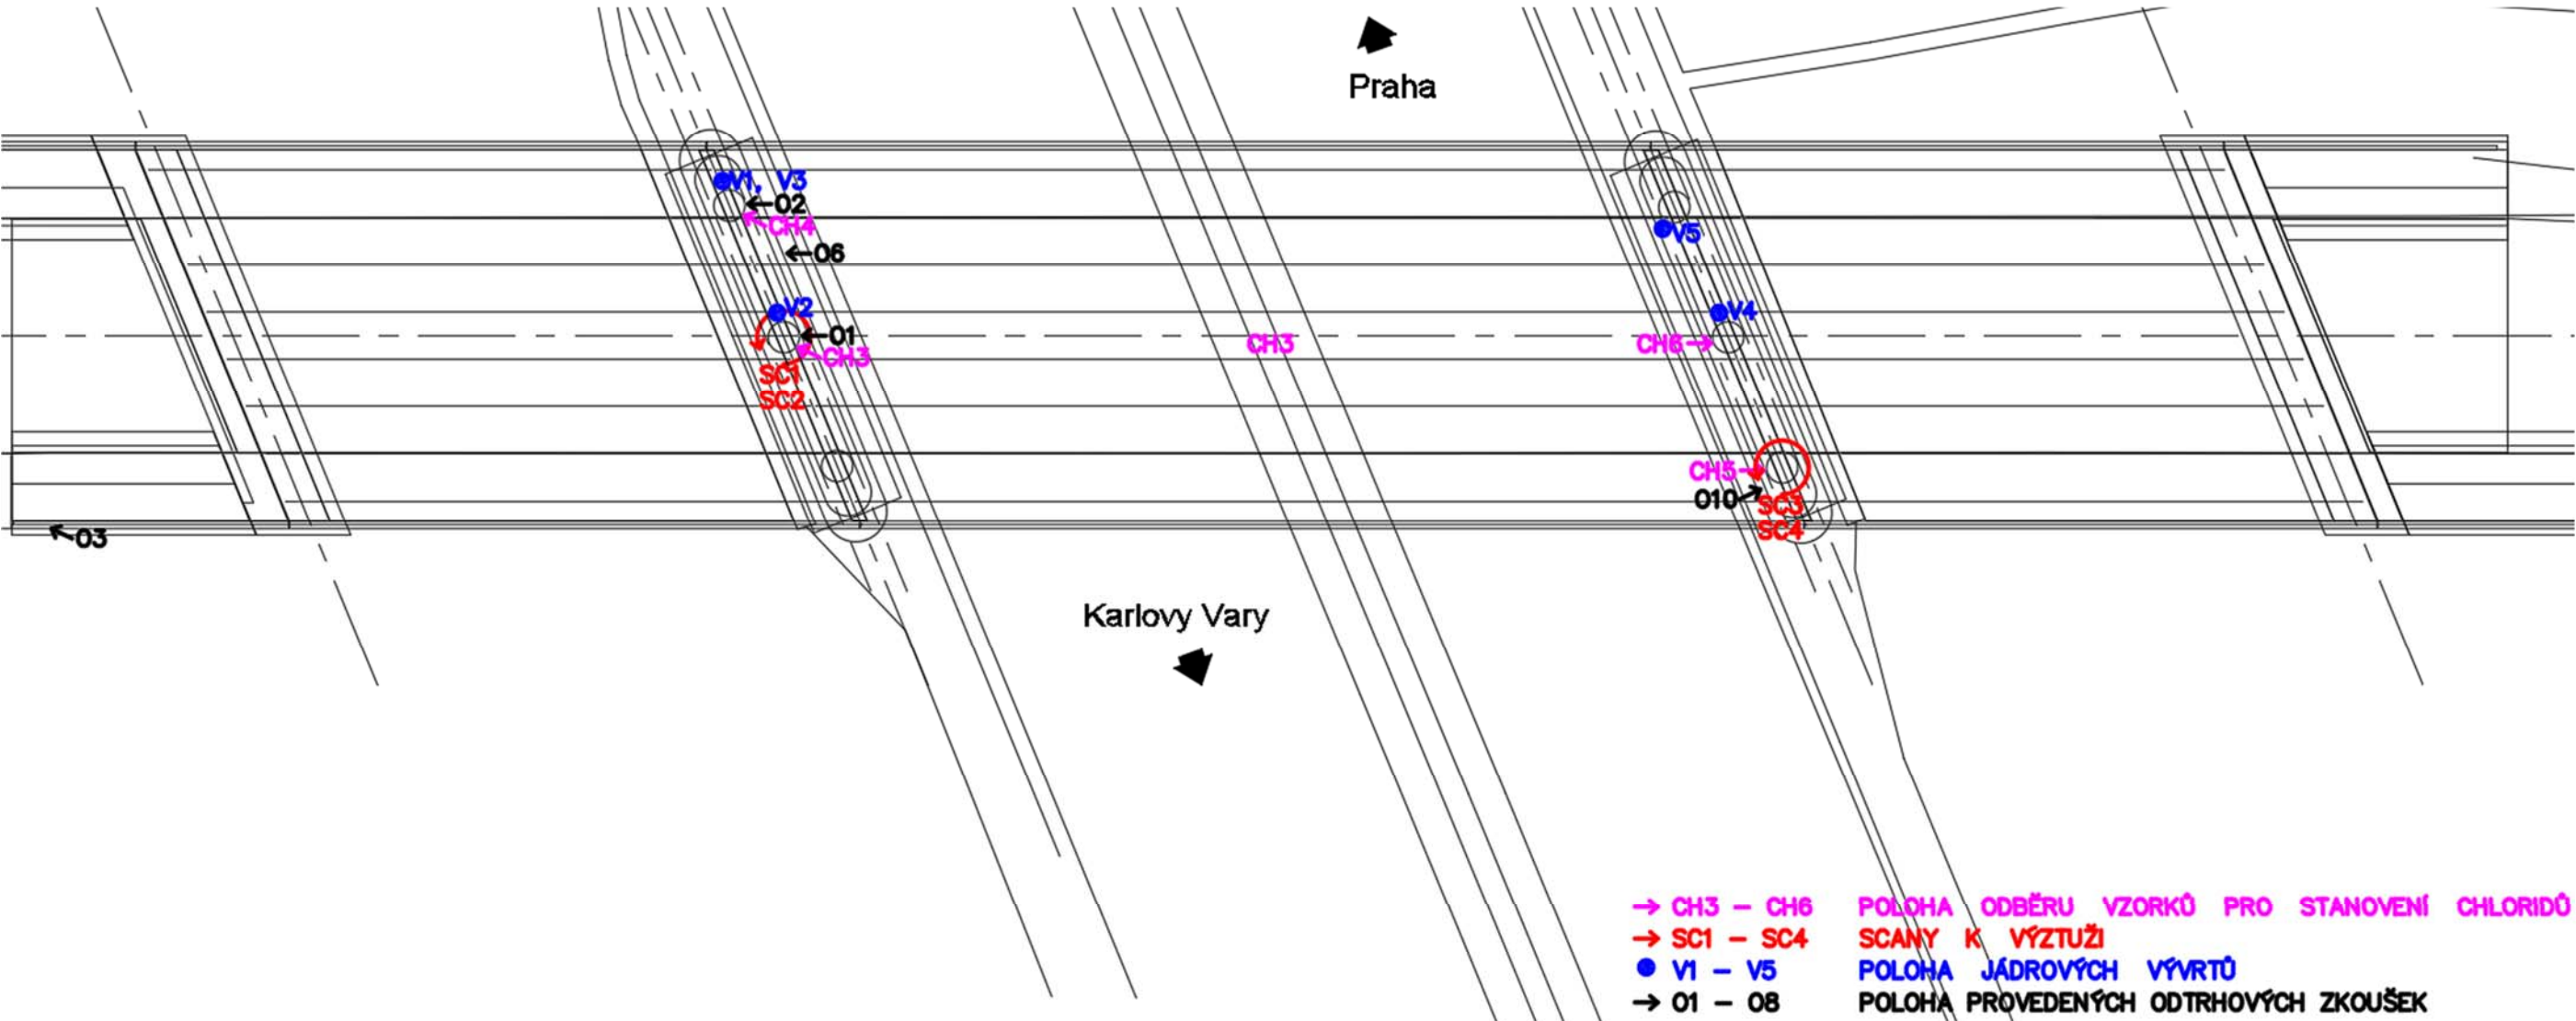 Praha
V1, V3
←02
CH4
V5
←06
V2
V4
←01
CH3
CH3
CH6→
SC1
SC2
CH5→
010→
SC3
SC4
←03
Karlovy Vary
→ CH3 – CH6 POLOHA ODBĚRU VZORKŮ PRO STANOVENÍ CHLORIDŮ
→ SC1 – SC4 SCANY K VÝZTUŽI
● V1 – V5 POLOHA JÁDROVÝCH VÝVRTŮ
→ 01 – 08 POLOHA PROVEDENÝCH ODTRHOVÝCH ZKOUŠEK